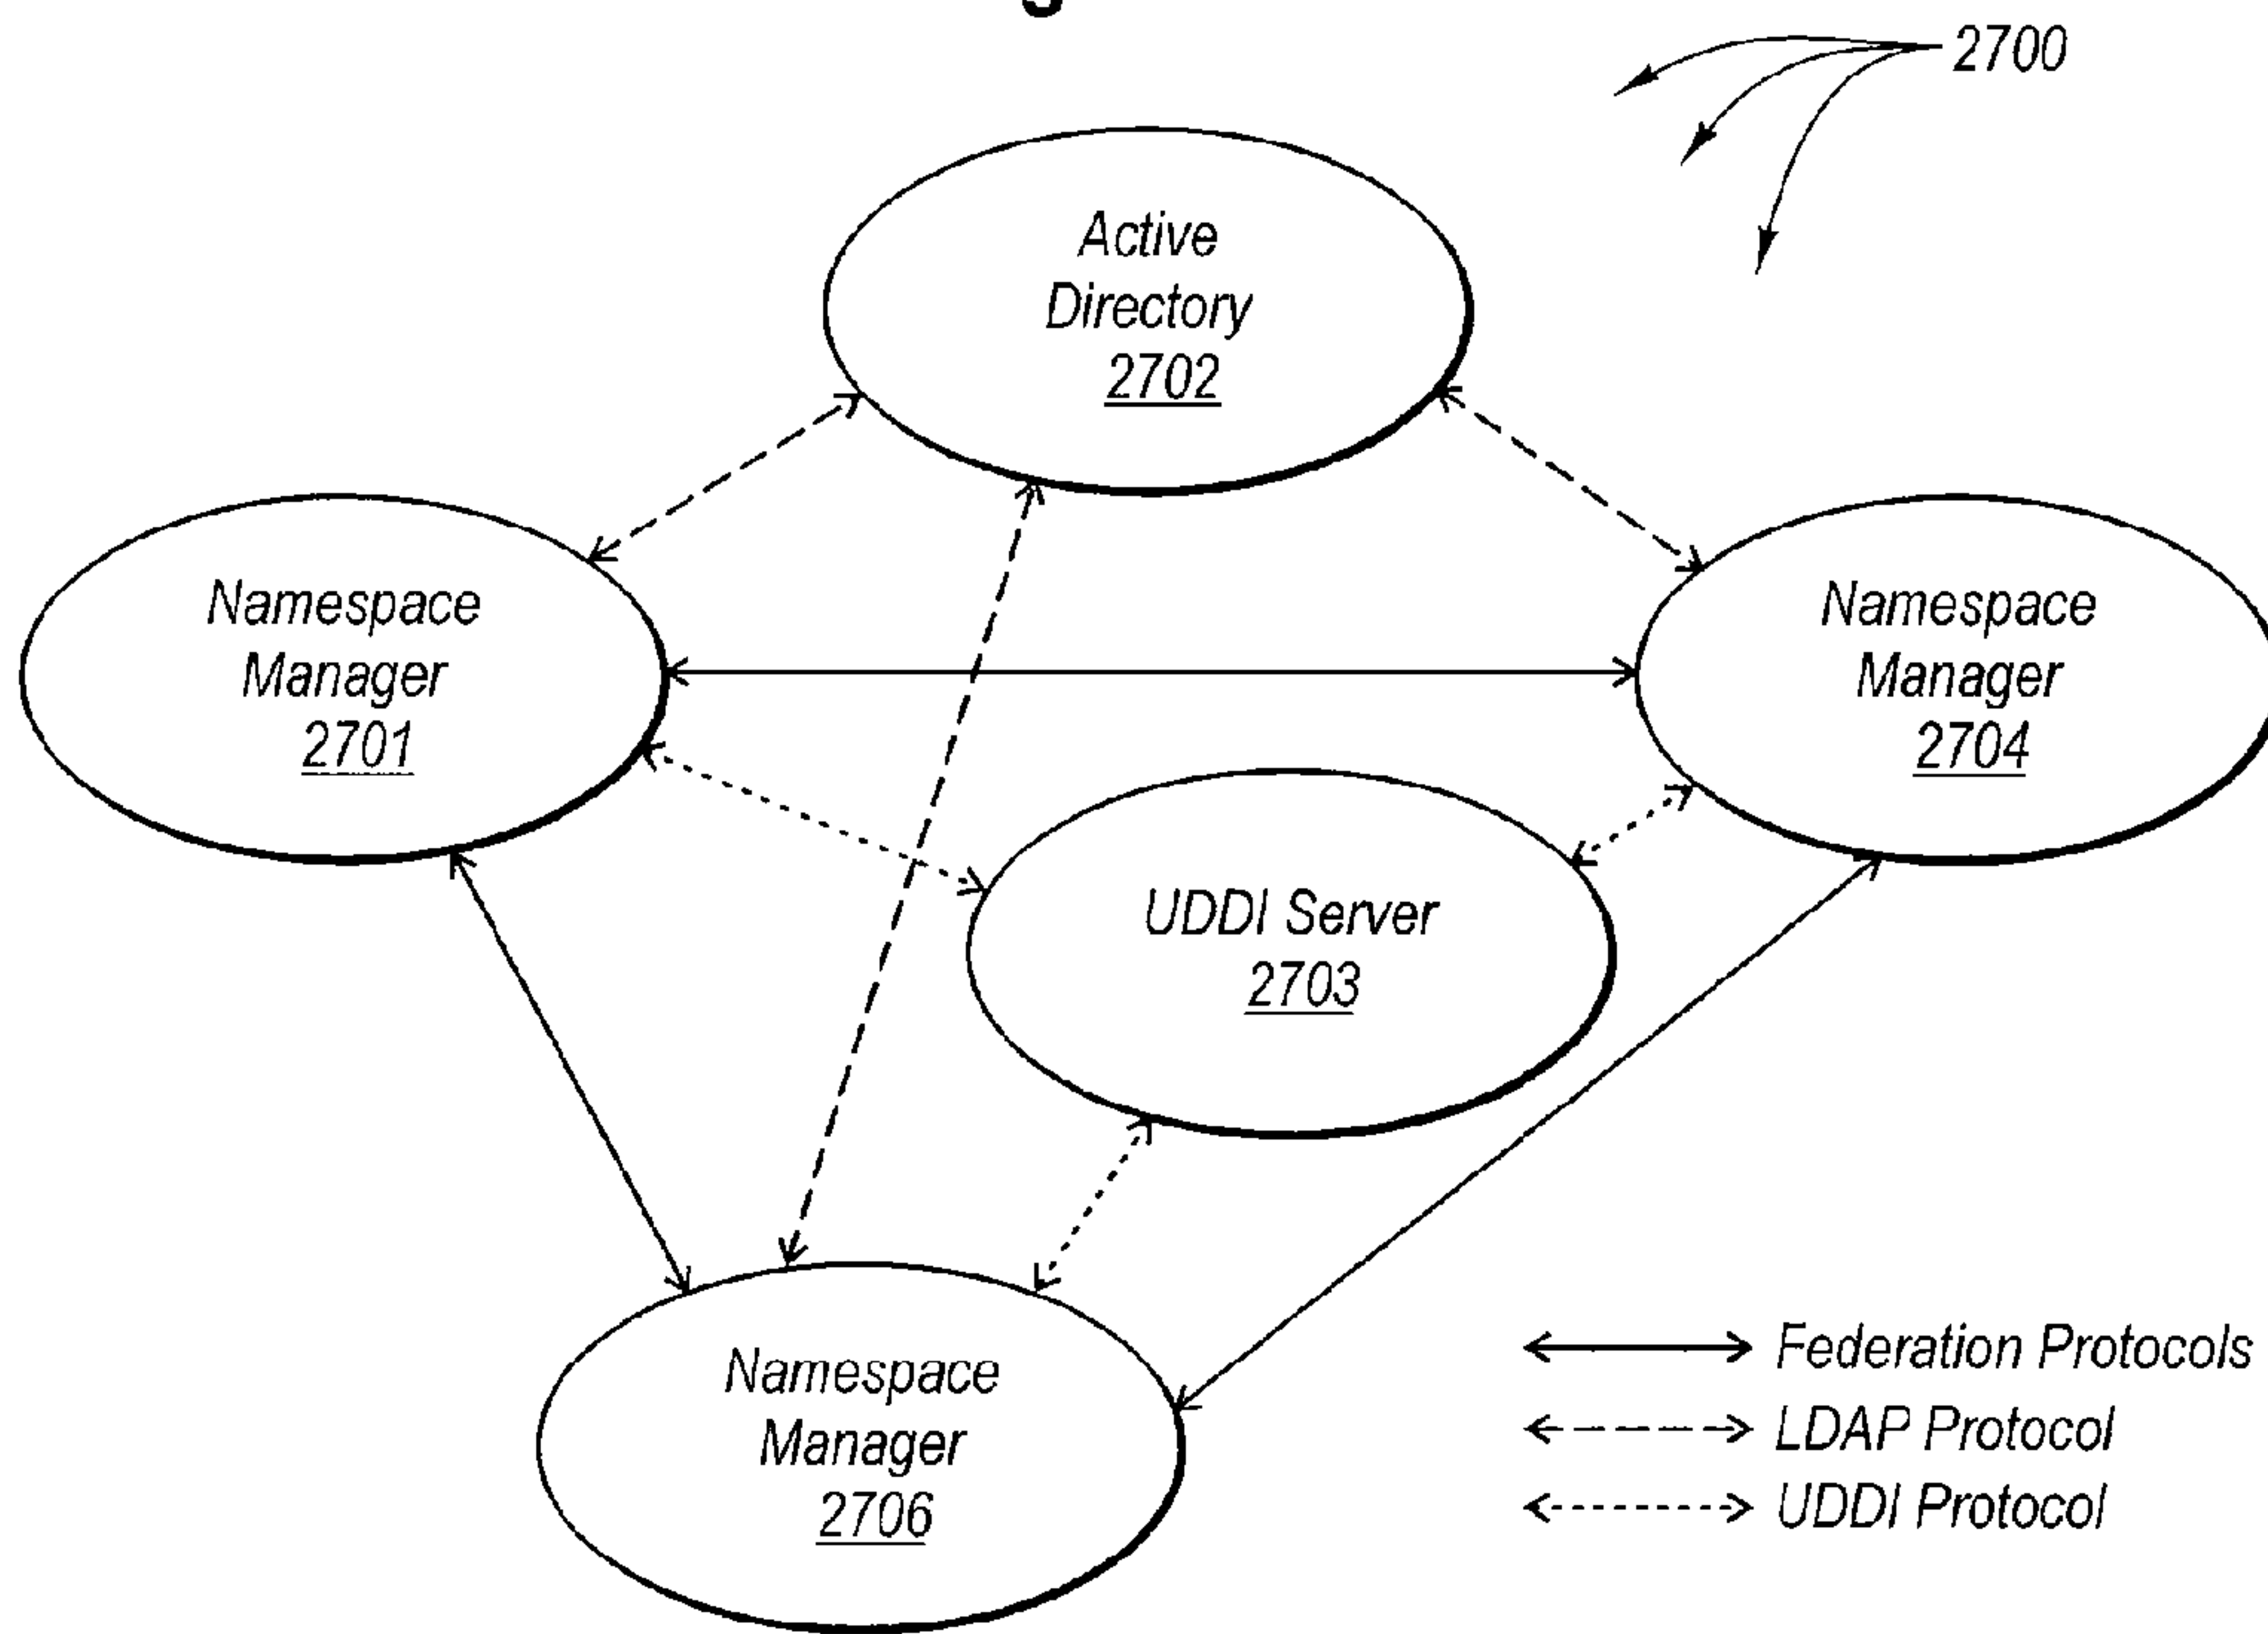 2700
Active
Directory
2702
Namespace
Manager
2701
Namespace
Manager
2704
UDDI Server
2703
Namespace
Manager
2706
Federation Protocols
LDAP Protocol
UDDI Protocol